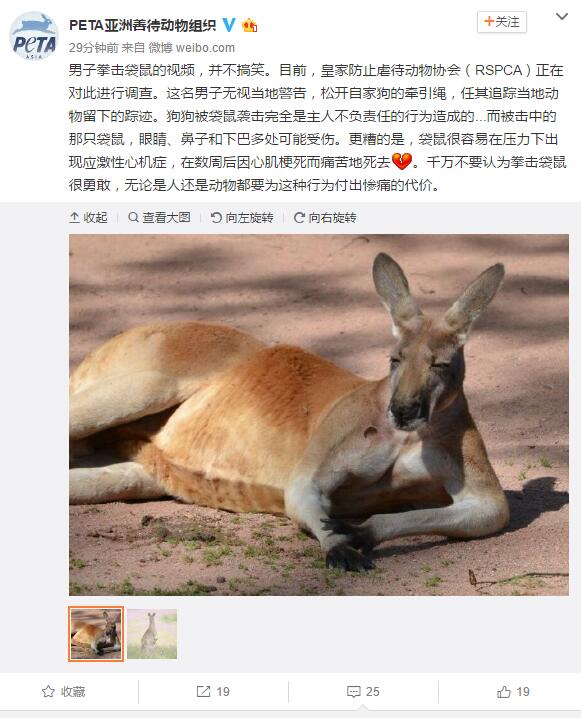 PETA亚洲善待动物组织 V
+关注
29分钟前 来自 微博 weibo.com
男子拳击袋鼠的视频，并不搞笑。目前，皇家防止虐待动物协会（RSPCA）正在
对此进行调查。这名男子无视当地警告，松开自家狗的牵引绳，任其追踪当地动
物留下的踪迹。狗狗被袋鼠袭击完全是主人不负责任的行为造成的...而被击中的
那只袋鼠，眼睛、鼻子和下巴多处可能受伤。更糟的是，袋鼠很容易在压力下出
现应激性心机症，在数周后因心肌梗死而痛苦地死去💔。千万不要认为拳击袋鼠
很勇敢，无论是人还是动物都要为这种行为付出惨痛的代价。
PETA
ASIA
收起 查看大图 向左旋转 向右旋转
收藏 19 25 19